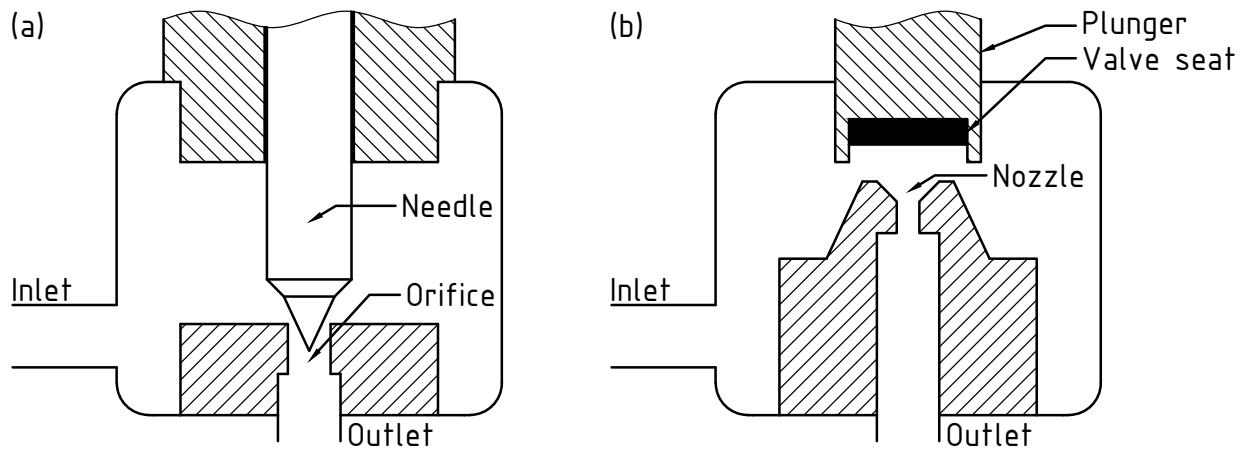 (a)
Needle
Inlet
Orifice
Outlet
(b)
Plunger
Valve seat
Nozzle
Inlet
Outlet